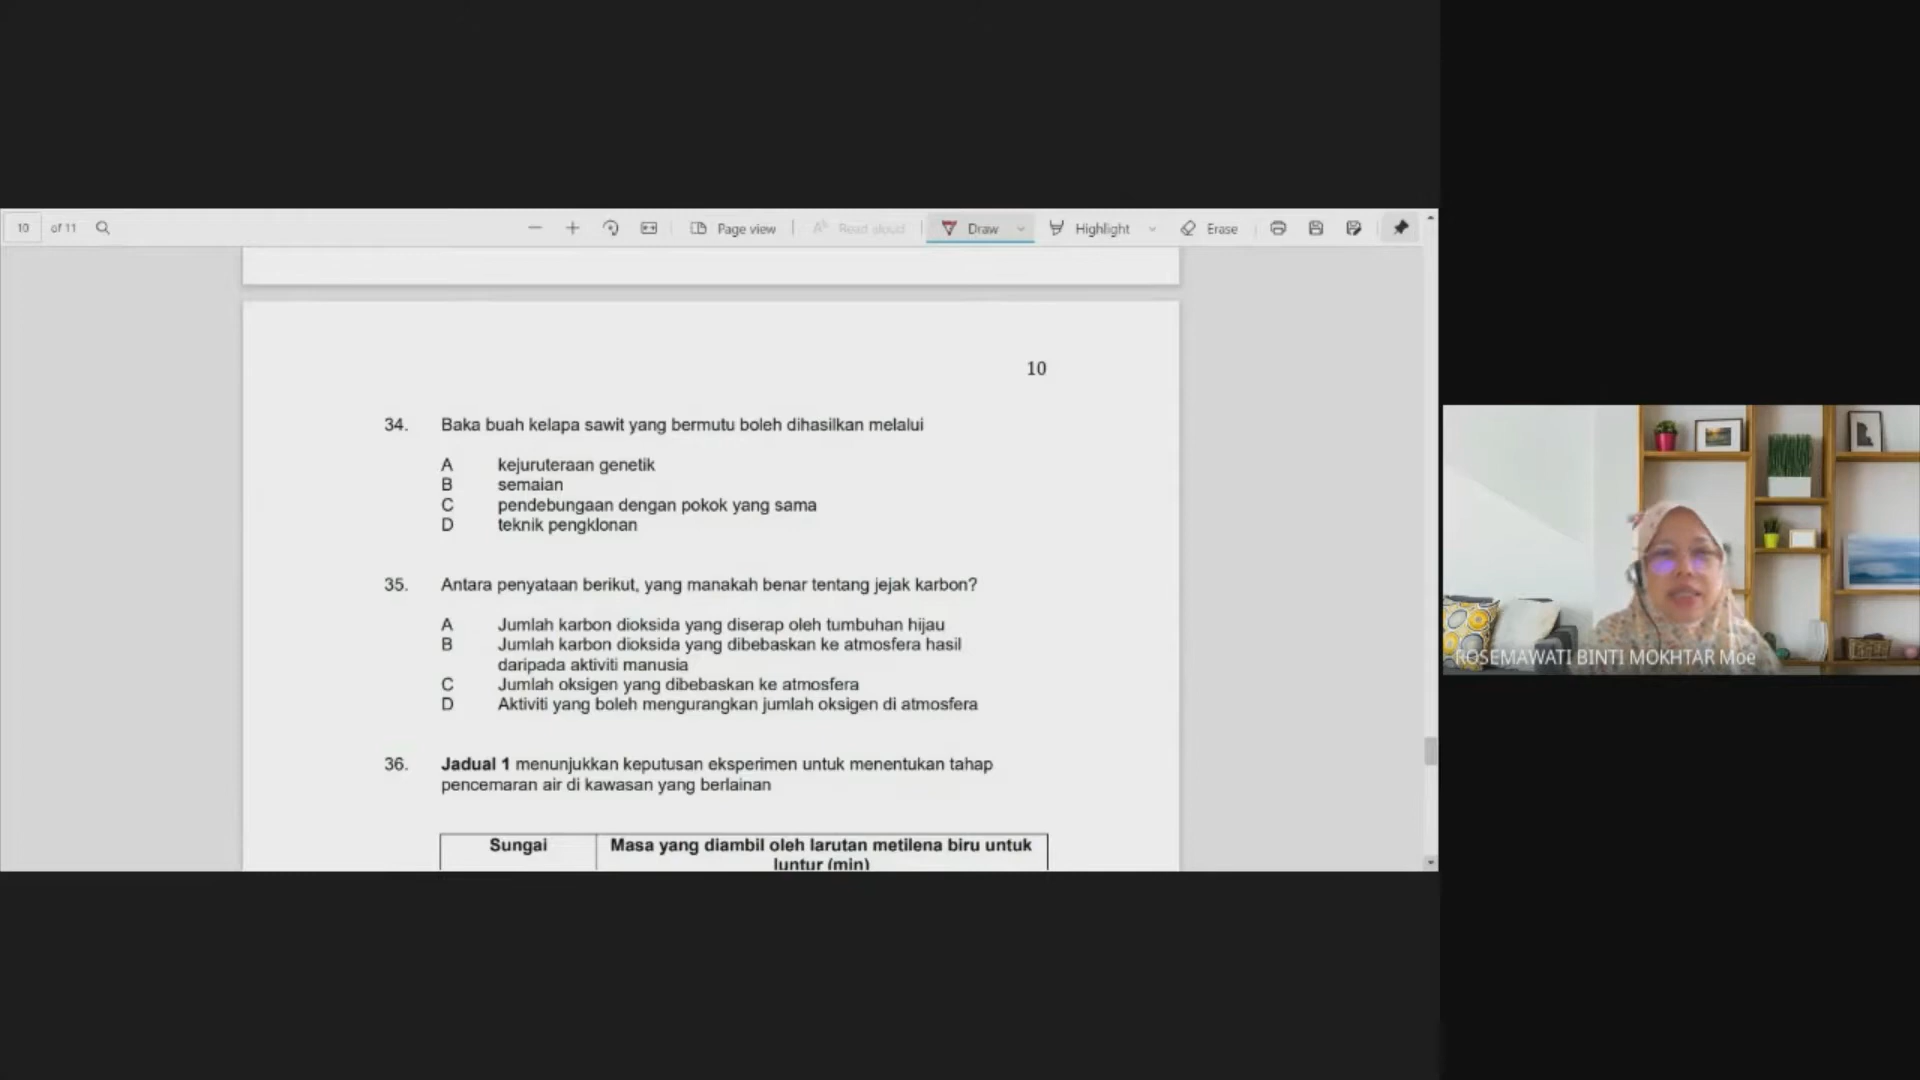 10 of 11 Page view Read aloud Draw Highlight Erase
10
34. Baka buah kelapa sawit yang bermutu boleh dihasilkan melalui
A kejuruteraan genetik
B semaian
C pendebungaan dengan pokok yang sama
D teknik pengklonan
35. Antara penyataan berikut, yang manakah benar tentang jejak karbon?
A Jumlah karbon dioksida yang diserap oleh tumbuhan hijau
B Jumlah karbon dioksida yang dibebaskan ke atmosfera hasil
daripada aktiviti manusia
C Jumlah oksigen yang dibebaskan ke atmosfera
D Aktiviti yang boleh mengurangkan jumlah oksigen di atmosfera
36. Jadual 1 menunjukkan keputusan eksperimen untuk menentukan tahap
pencemaran air di kawasan yang berlainan
Sungai Masa yang diambil oleh larutan metilena biru untuk
luntur (min)
ROSEMAWATI BINTI MOKHTAR Moe